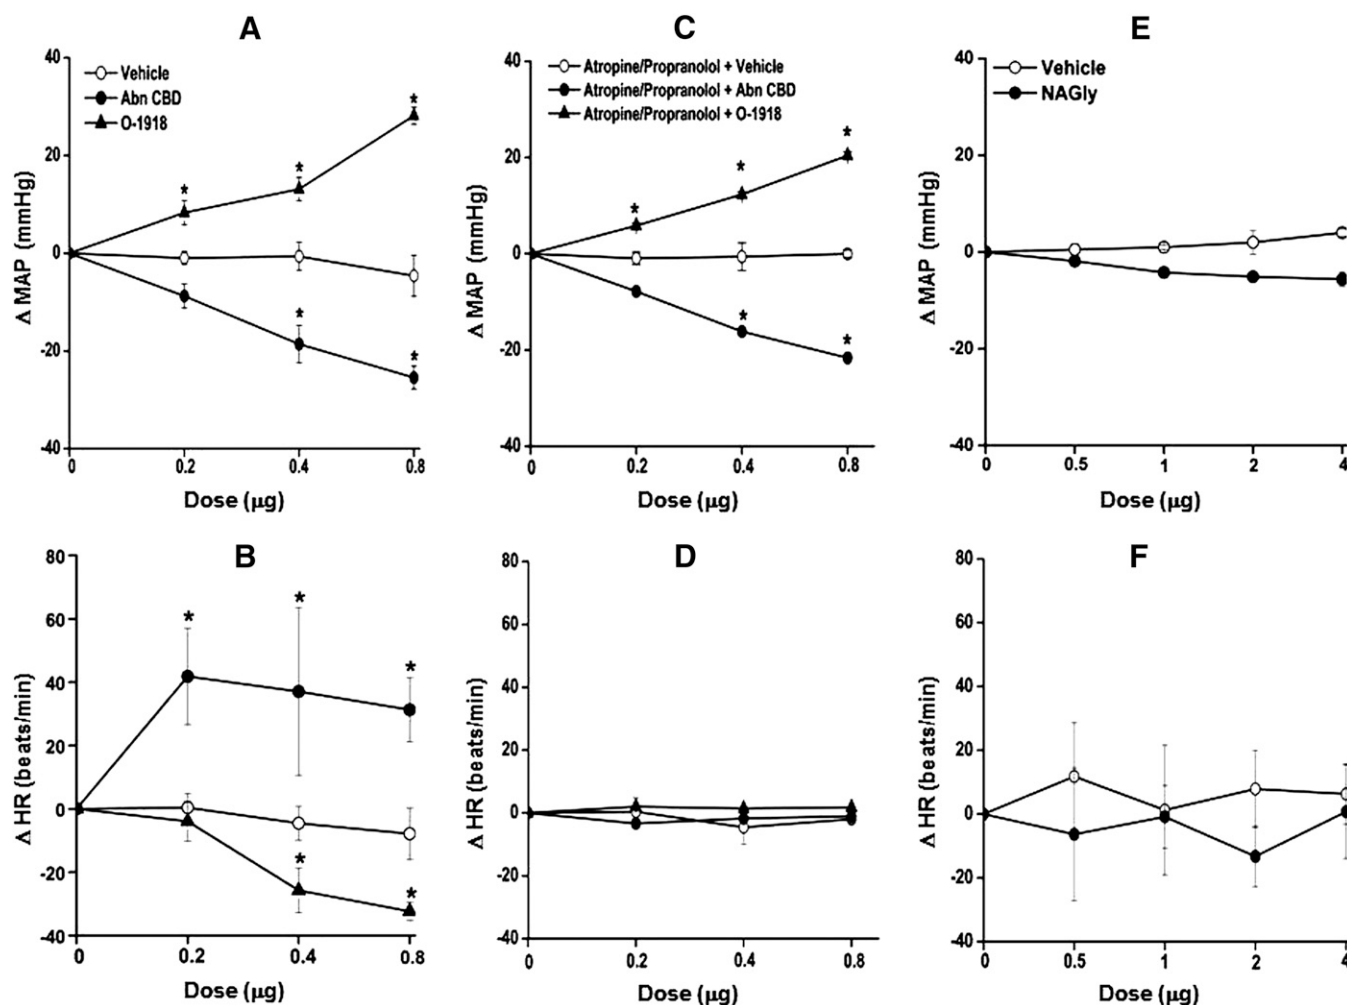 A
40
20
0
-20
-40
Δ MAP (mmHg)
Vehicle
Abn CBD
O-1918
*
*
*
*
*
0
0.2
0.4
0.8
Dose (μg)
C
40
20
0
-20
-40
Δ MAP (mmHg)
Atropine/Propranolol + Vehicle
Atropine/Propranolol + Abn CBD
Atropine/Propranolol + O-1918
*
*
*
*
*
0
0.2
0.4
0.8
Dose (μg)
E
40
20
0
-20
-40
Δ MAP (mmHg)
Vehicle
NAGly
0
0.5
1
2
4
Dose (μg)
B
80
60
40
20
0
-20
-40
Δ HR (beats/min)
*
*
*
*
*
0
0.2
0.4
0.8
Dose (μg)
D
80
60
40
20
0
-20
-40
Δ HR (beats/min)
0
0.2
0.4
0.8
Dose (μg)
F
80
60
40
20
0
-20
-40
Δ HR (beats/min)
0
0.5
1
2
4
Dose (μg)